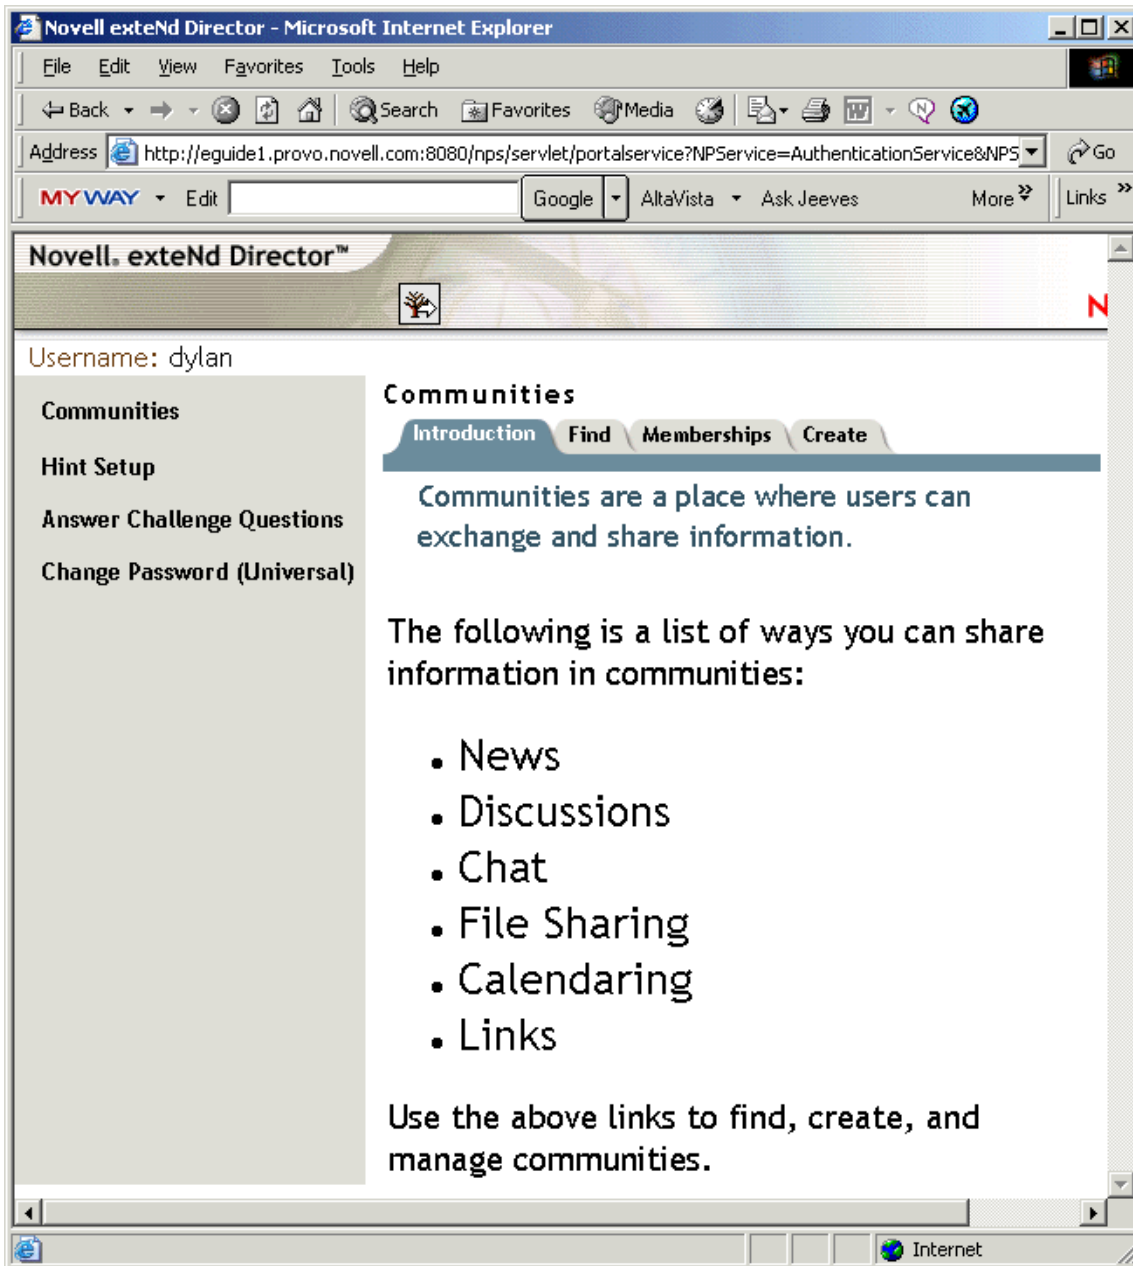 Novell exteNd Director - Microsoft Internet Explorer
File Edit View Favorites Tools Help
Back Search Favorites Media
Address http://eguide1.provo.novell.com:8080/nps/servlet/portalservice?NPService=AuthenticationService&NPS Go
MYWAY Edit Google AltaVista Ask Jeeves More » Links »
Novell® exteNd Director™
N
Username: dylan
Communities
Hint Setup
Answer Challenge Questions
Change Password (Universal)
Communities
Introduction Find Memberships Create
Communities are a place where users can
exchange and share information.
The following is a list of ways you can share
information in communities:
• News
• Discussions
• Chat
• File Sharing
• Calendaring
• Links
Use the above links to find, create, and
manage communities.
Internet